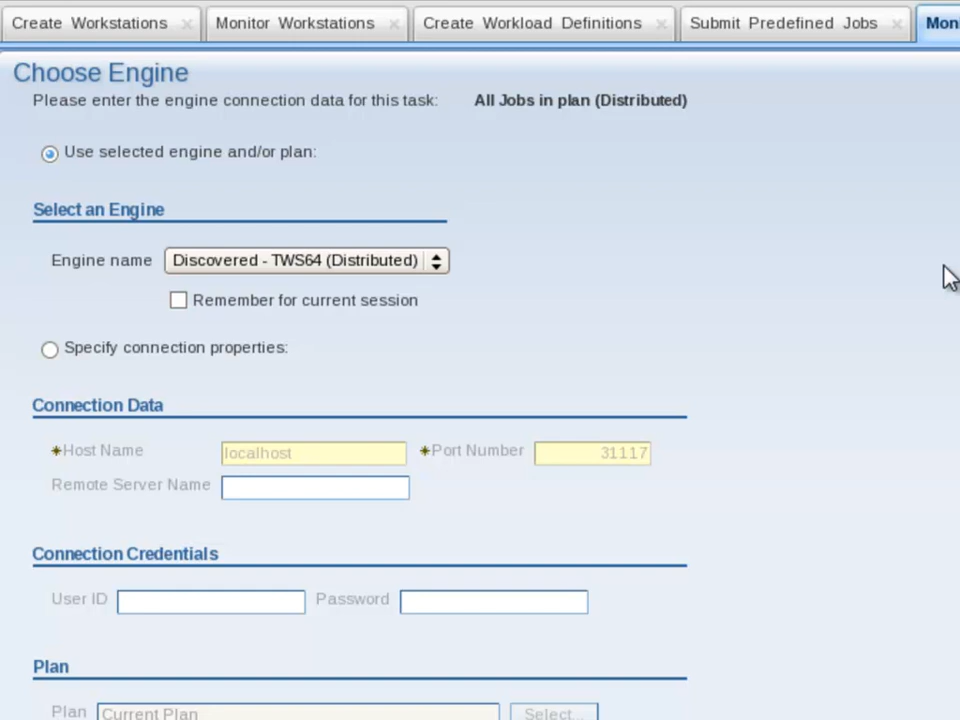 Create Workstations Monitor Workstations Create Workload Definitions Submit Predefined Jobs
Choose Engine
Please enter the engine connection data for this task: All Jobs in plan (Distributed)
Use selected engine and/or plan:
Select an Engine
Engine name Discovered - TWS64 (Distributed)
Remember for current session
Specify connection properties:
Connection Data
*Host Name localhost *Port Number 31117
Remote Server Name
Connection Credentials
User ID Password
Plan
Plan Current Plan Select...